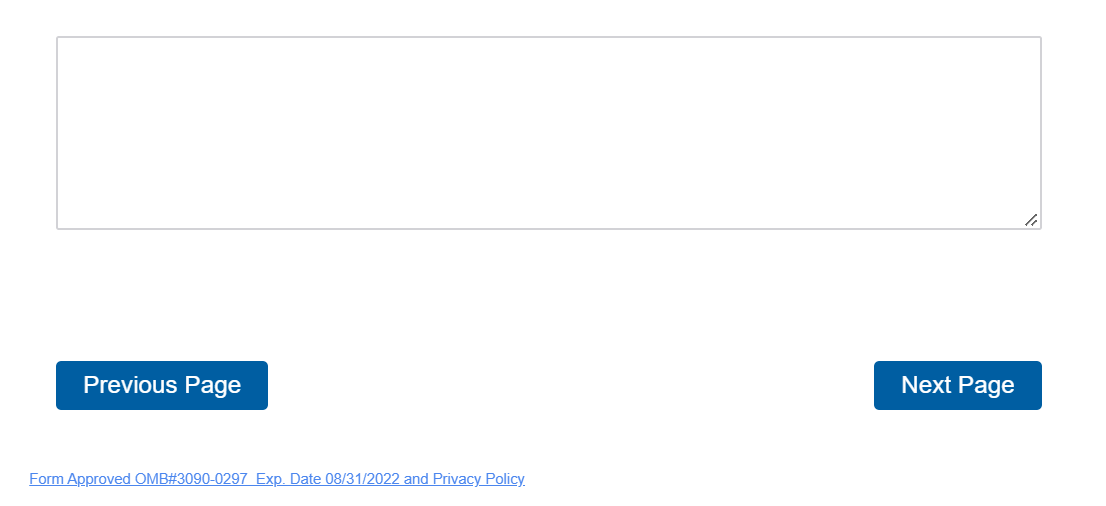 Previous Page
Next Page
Form Approved OMB#3090-0297  Exp. Date 08/31/2022 and Privacy Policy